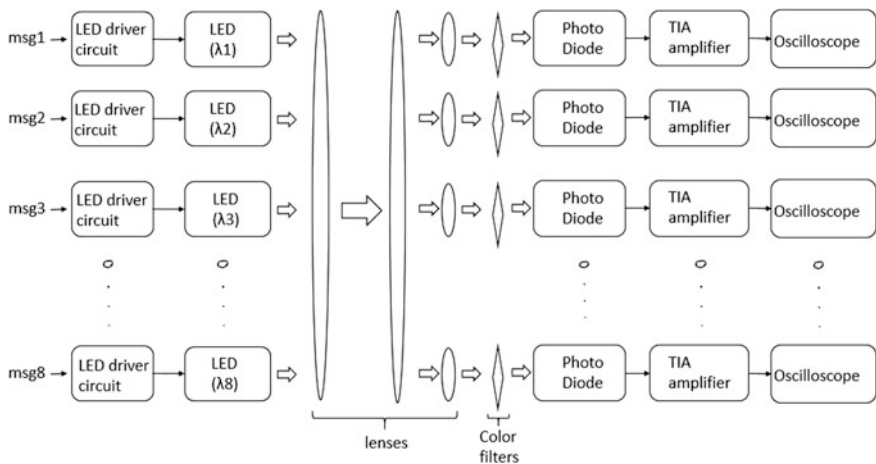 msg1
LED driver
circuit
LED
(λ1)
Photo
Diode
TIA
amplifier
Oscilloscope
msg2
LED driver
circuit
LED
(λ2)
Photo
Diode
TIA
amplifier
Oscilloscope
msg3
LED driver
circuit
LED
(λ3)
Photo
Diode
TIA
amplifier
Oscilloscope
msg8
LED driver
circuit
LED
(λ8)
Photo
Diode
TIA
amplifier
Oscilloscope
lenses
Color
filters